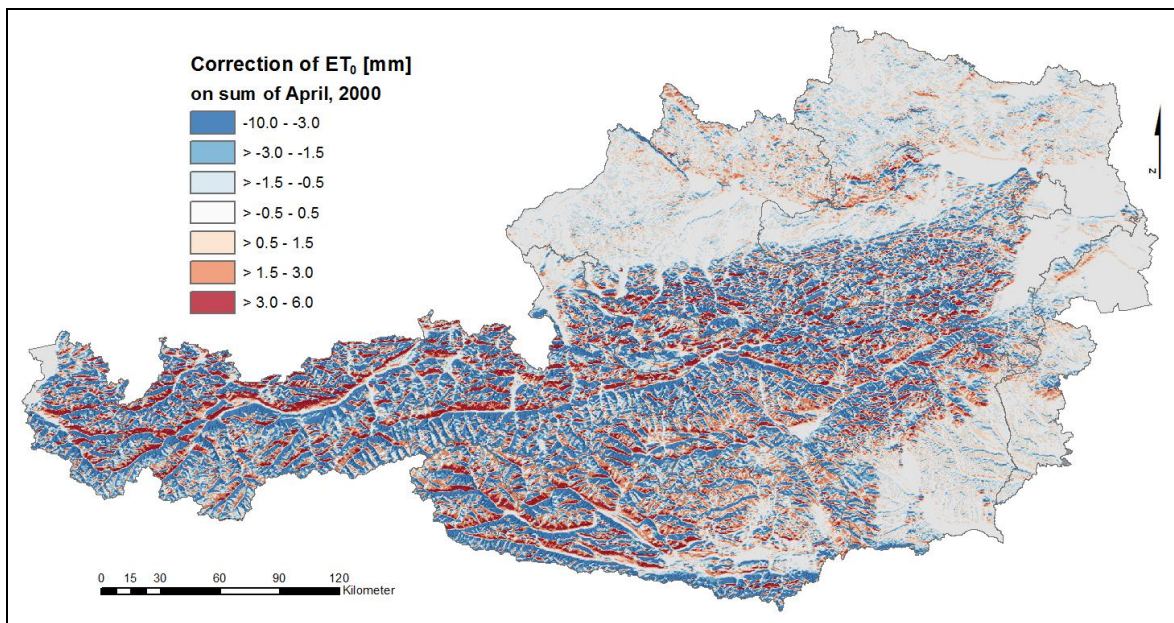 Correction of ET₀ [mm]
on sum of April, 2000
-10.0 - -3.0
> -3.0 - -1.5
> -1.5 - -0.5
> -0.5 - 0.5
> 0.5 - 1.5
> 1.5 - 3.0
> 3.0 - 6.0
N
0 15 30 60 90 120
Kilometer